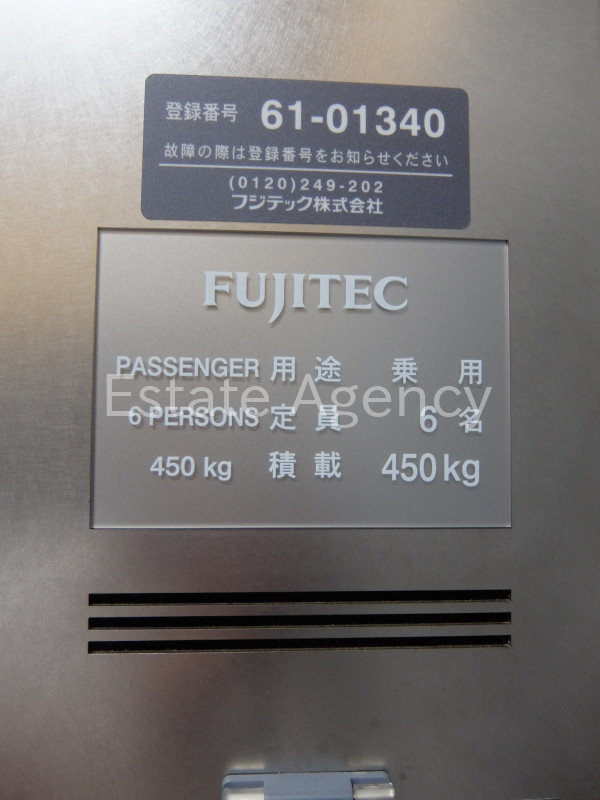 登録番号 61-01340
故障の際は登録番号をお知らせください
(0120)249-202
フジテック株式会社
FUJITEC
PASSENGER 用途 乗用
Estate Agency
6 PERSONS 定員 6名
450 kg 積載 450kg